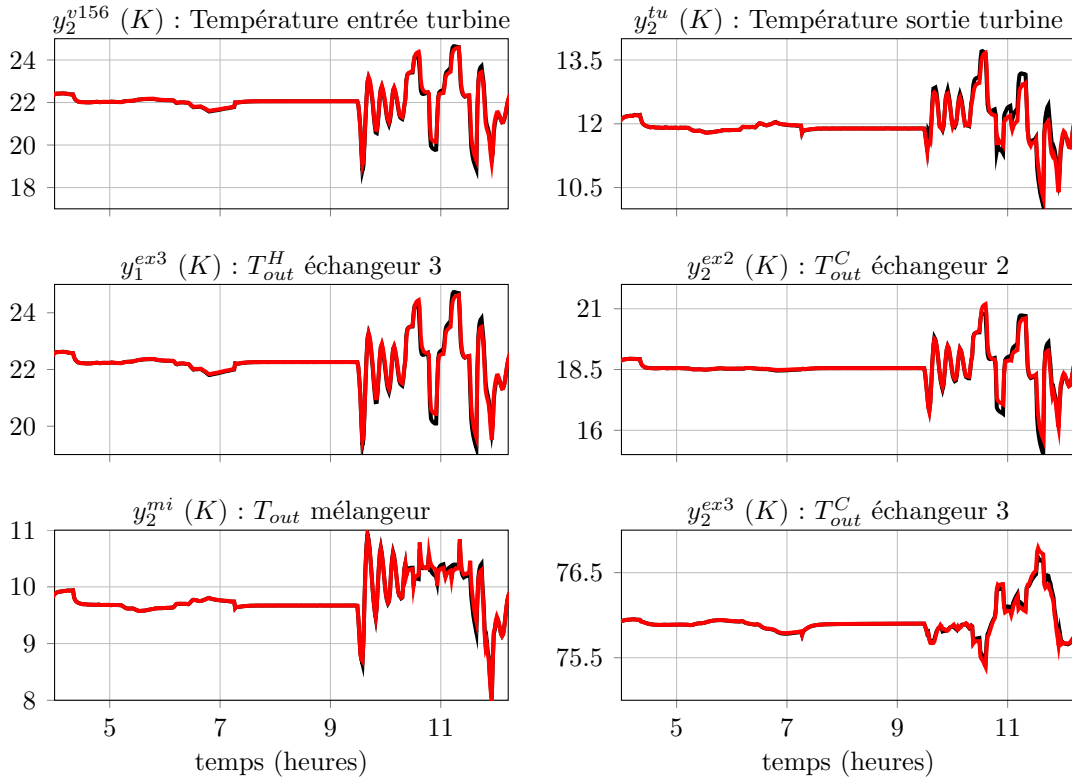 y_2^{v156} (K) : Température entrée turbine
24
22
20
18
y_2^{tu} (K) : Température sortie turbine
13.5
12
10.5
y_1^{ex3} (K) : T_{out}^H échangeur 3
24
22
20
y_2^{ex2} (K) : T_{out}^C échangeur 2
21
18.5
16
y_2^{mi} (K) : T_{out} mélangeur
11
10
9
8
5 7 9 11
temps (heures)
y_2^{ex3} (K) : T_{out}^C échangeur 3
76.5
75.5
5 7 9 11
temps (heures)